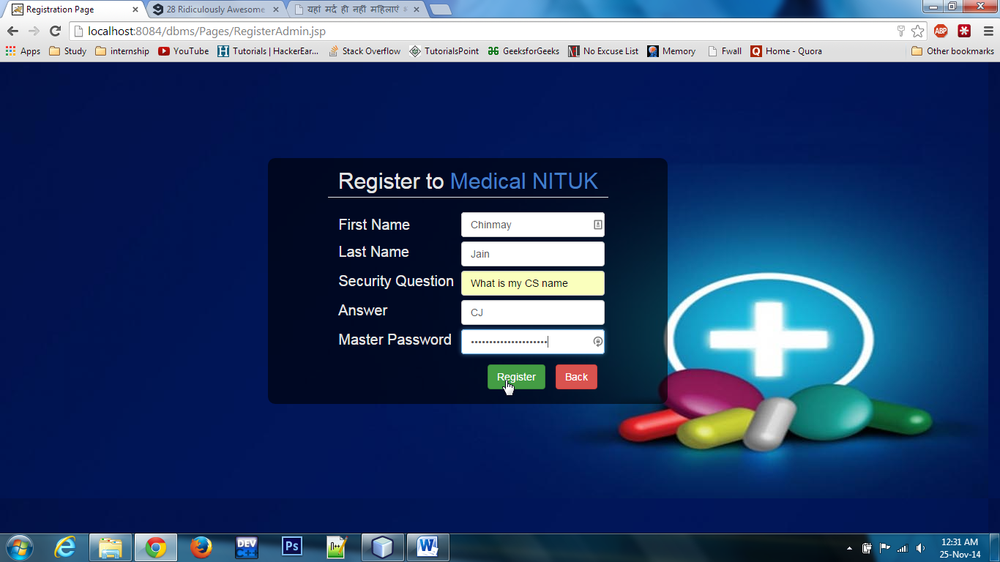 Registration Page
28 Ridiculously Awesome
यहां मर्द ही नहीं महिलाएं
localhost:8084/dbms/Pages/RegisterAdmin.jsp
ABP
Apps Study internship YouTube Tutorials | HackerEar... Stack Overflow TutorialsPoint GeeksforGeeks No Excuse List Memory Fwall Home - Quora Other bookmarks
Register to Medical NITUK
First Name Chinmay
Last Name Jain
Security Question What is my CS name
Answer CJ
Master Password •••••••••••••••••••••
Register Back
DEV C++ Ps
12:31 AM
25-Nov-14